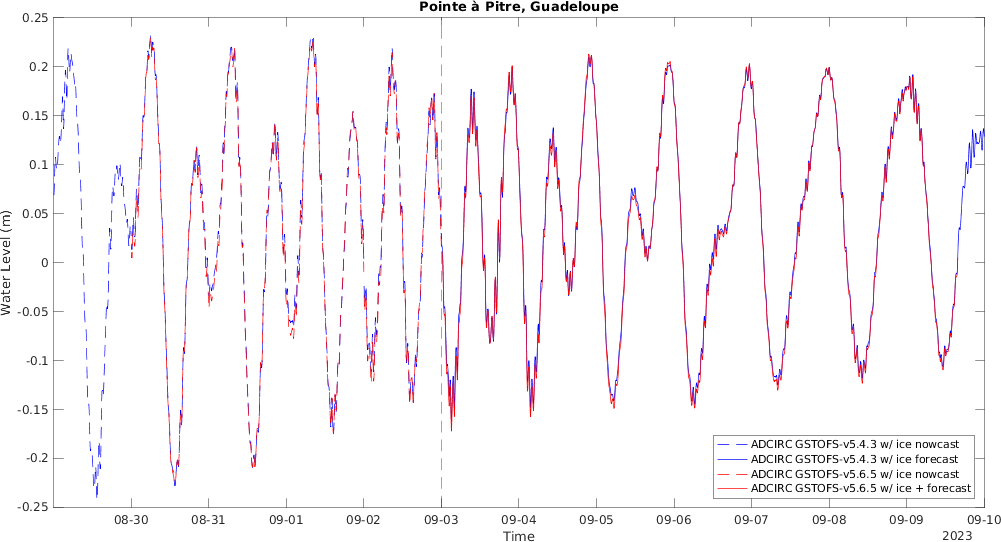 Pointe à Pitre, Guadeloupe
0.25
0.2
0.15
0.1
0.05
0
-0.05
-0.1
-0.15
-0.2
-0.25
Water Level (m)
ADCIRC GSTOFS-v5.4.3 w/ ice nowcast
ADCIRC GSTOFS-v5.4.3 w/ ice forecast
ADCIRC GSTOFS-v5.6.5 w/ ice nowcast
ADCIRC GSTOFS-v5.6.5 w/ ice + forecast
08-30 08-31 09-01 09-02 09-03 09-04 09-05 09-06 09-07 09-08 09-09 09-10
Time 2023